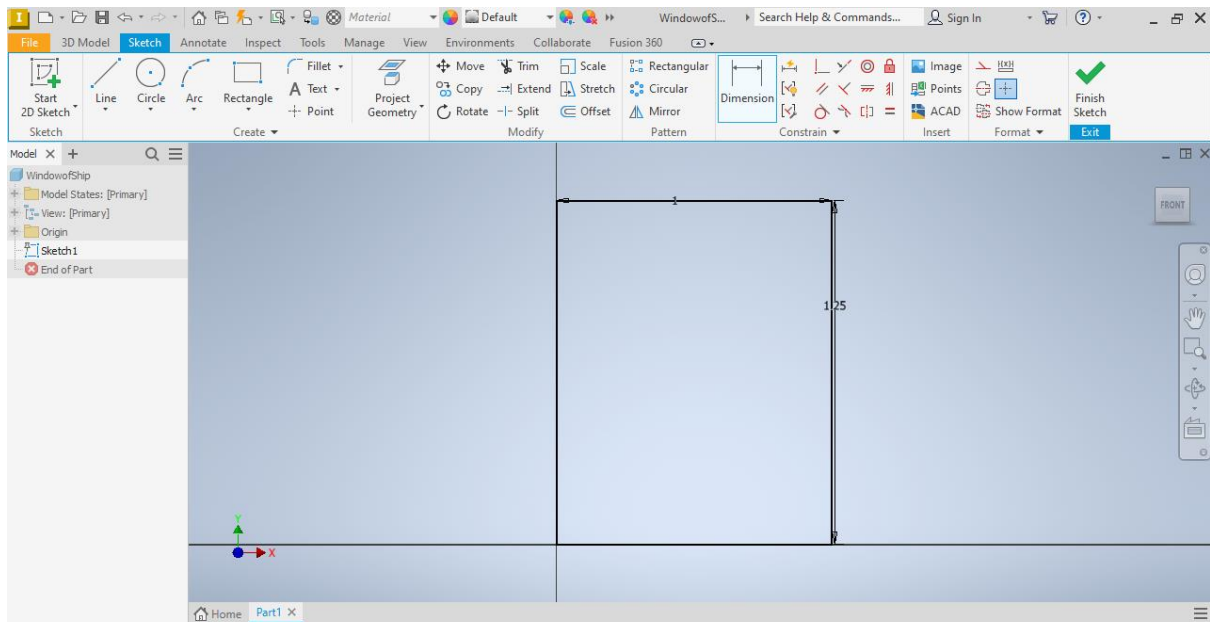 I Material Default WindowofS... Search Help & Commands... Sign In
File 3D Model Sketch Annotate Inspect Tools Manage View Environments Collaborate Fusion 360
Start 2D Sketch
Line
Circle
Arc
Rectangle
Fillet
Text
Point
Project Geometry
Move Trim Scale
Copy Extend Stretch
Rotate Split Offset
Rectangular
Circular
Mirror
Dimension
Image
Points
ACAD
Show Format
Finish Sketch
Sketch Create Modify Pattern Constrain Insert Format Exit
Model
WindowofShip
Model States: [Primary]
View: [Primary]
Origin
Sketch1
End of Part
FRONT
1
1.25
Y
X
Home Part1